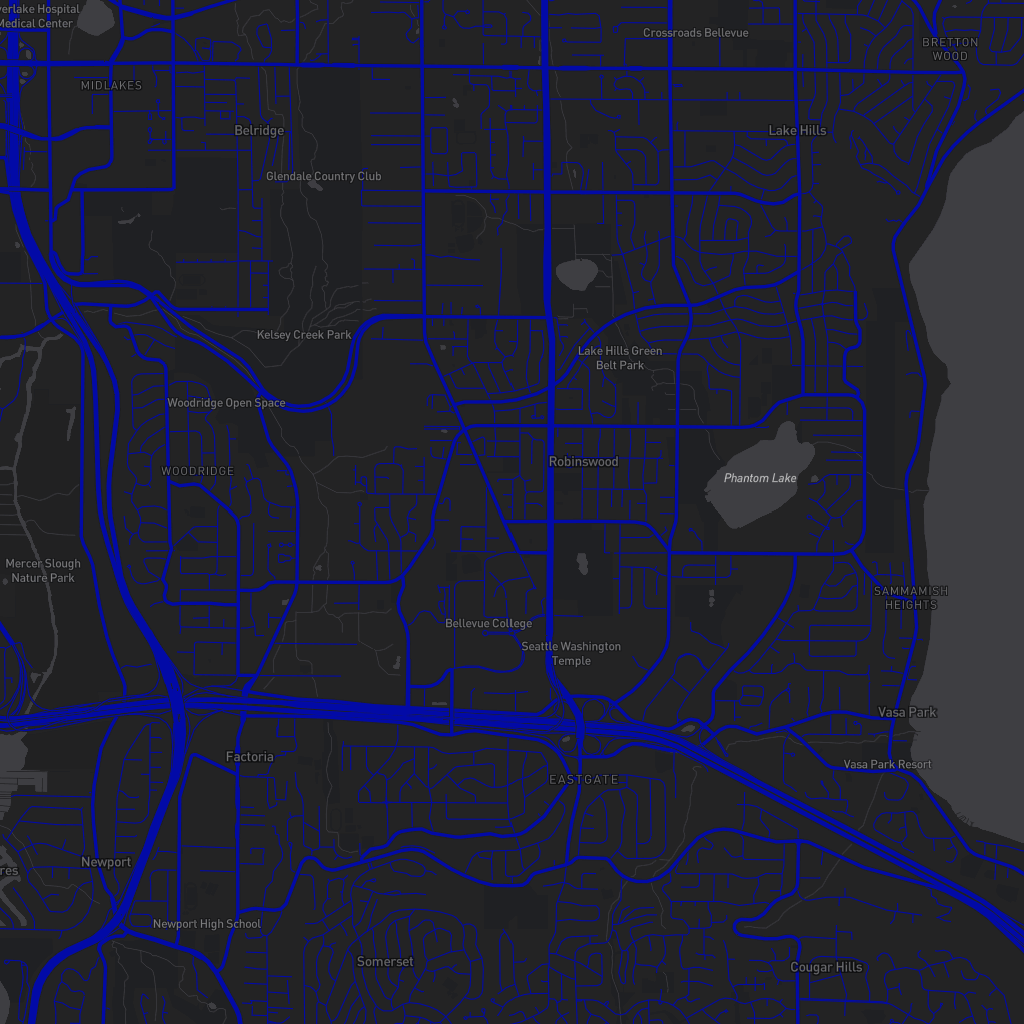 Hospital
Medical Center
Crossroads Bellevue
BRETTON
WOOD
MIDLAKES
Belridge
Lake Hills
Glendale Country Club
Kelsey Creek Park
Lake Hills Green
Belt Park
Woodridge Open Space
WOODRIDGE
Robinswood
Phantom Lake
Mercer Slough
Nature Park
SAMMAMISH
HEIGHTS
Bellevue College
Seattle Washington
Temple
Vasa Park
Factoria
Vasa Park Resort
EASTGATE
Newport
res
Newport High School
Somerset
Cougar Hills